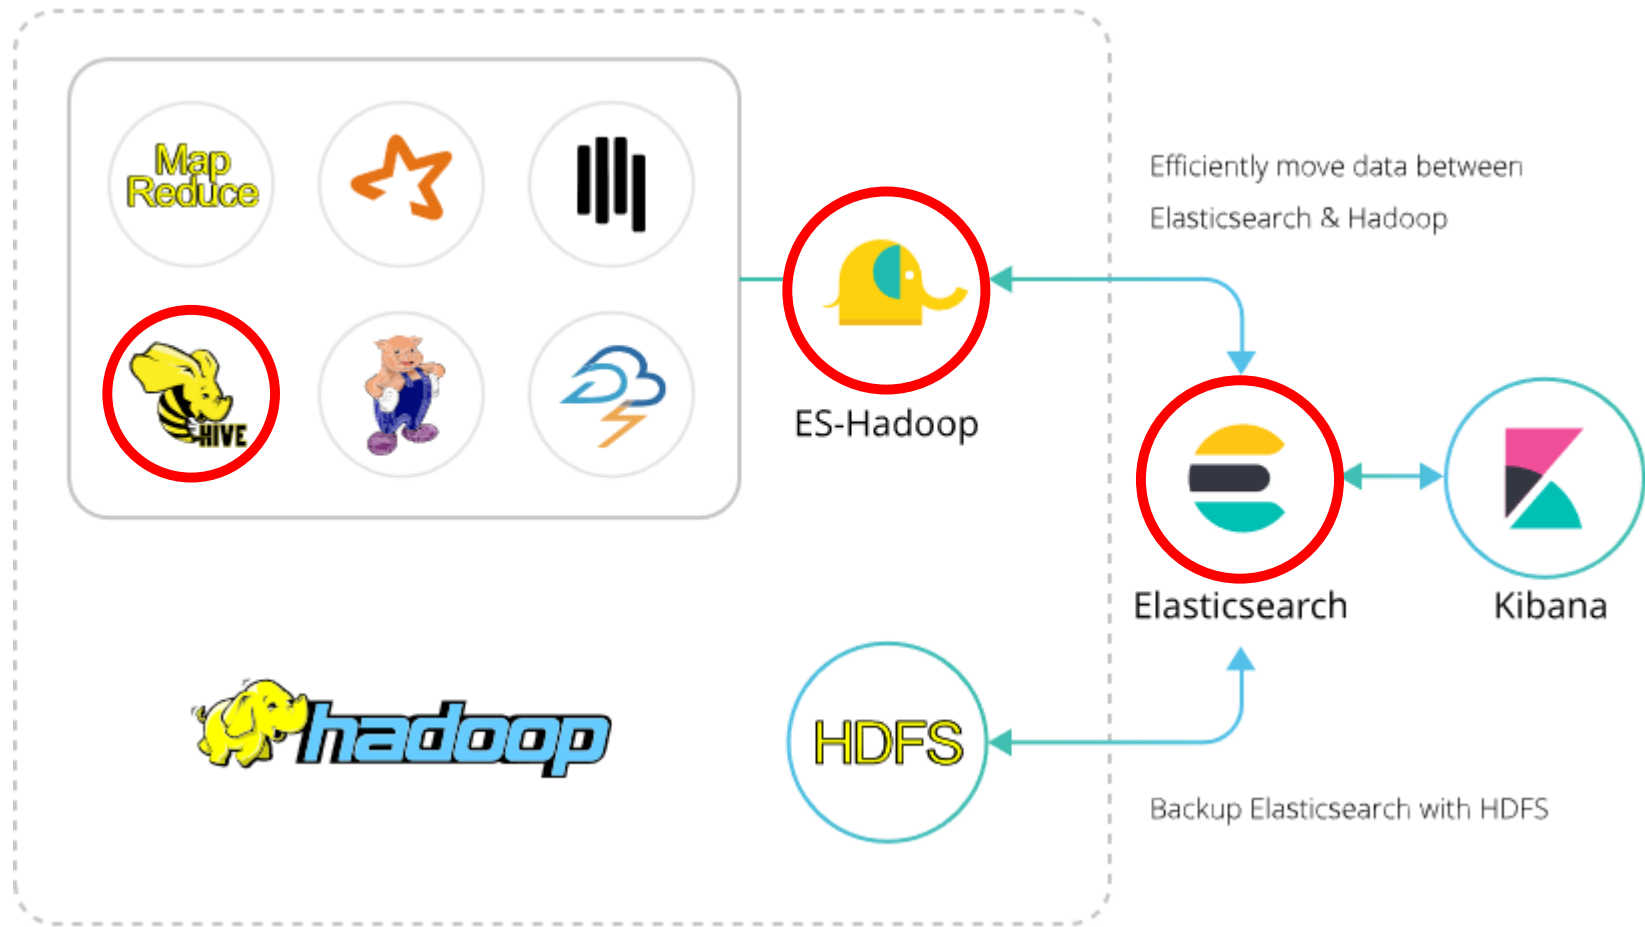 Map
Reduce
HIVE
ES-Hadoop
Efficiently move data between
Elasticsearch & Hadoop
Elasticsearch
Kibana
hadoop
HDFS
Backup Elasticsearch with HDFS